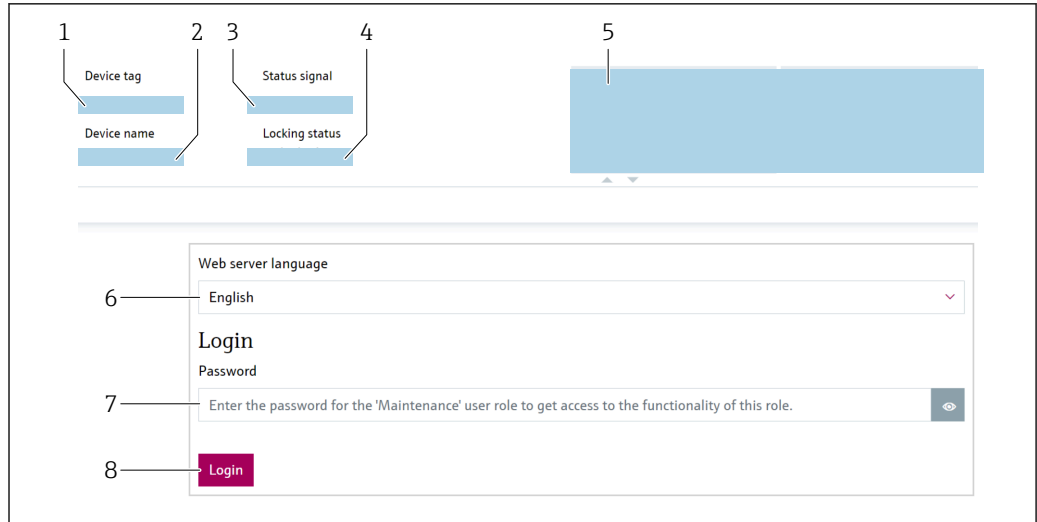 1 2 3 4 5
Device tag Status signal
Device name Locking status
Web server language
6 English
Login
Password
7 Enter the password for the 'Maintenance' user role to get access to the functionality of this role.
8 Login